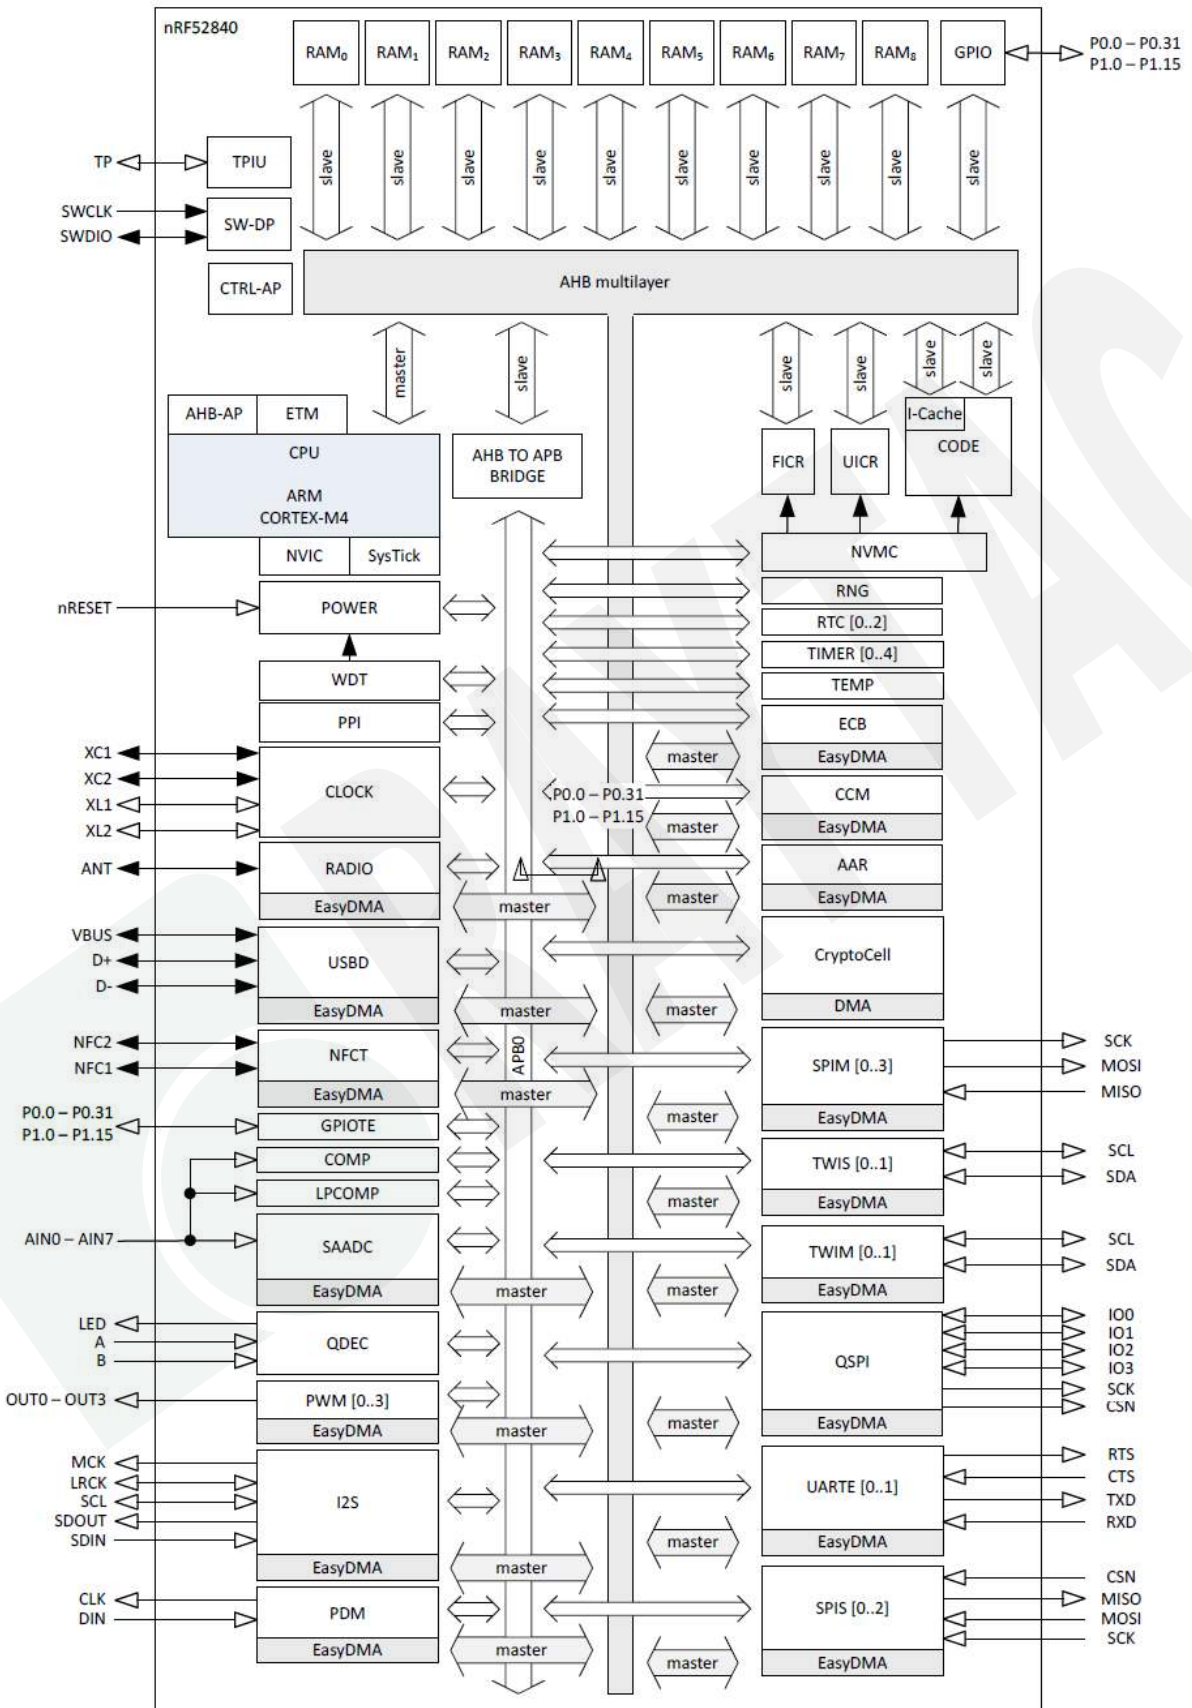 nRF52840
RAM0 RAM1 RAM2 RAM3 RAM4 RAM5 RAM6 RAM7 RAM8 GPIO
P0.0 – P0.31
P1.0 – P1.15
slave slave slave slave slave slave slave slave slave slave
TP TPIU
SWCLK
SWDIO
SW-DP
CTRL-AP
AHB multilayer
master slave slave slave slave slave
AHB-AP ETM
CPU
ARM
CORTEX-M4
NVIC SysTick
AHB TO APB
BRIDGE
FICR UICR
I-Cache
CODE
NVMC
nRESET POWER
RNG
RTC [0..2]
TIMER [0..4]
WDT
TEMP
PPI
ECB
master EasyDMA
XC1
XC2
XL1
XL2
CLOCK
P0.0 – P0.31
P1.0 – P1.15
CCM
master EasyDMA
ANT RADIO
EasyDMA master
AAR
master EasyDMA
VBUS
D+
D-
USBD
EasyDMA master
CryptoCell
master DMA
APB0
NFC2
NFC1
NFCT
EasyDMA master
SPIM [0..3]
master EasyDMA
SCK
MOSI
MISO
P0.0 – P0.31
P1.0 – P1.15
GPIOTE
COMP
LPCOMP
TWIS [0..1]
master EasyDMA
SCL
SDA
AIN0 – AIN7 SAADC
EasyDMA master
TWIM [0..1]
master EasyDMA
SCL
SDA
LED
A
B
QDEC
QSPI
master EasyDMA
IO0
IO1
IO2
IO3
SCK
CSN
OUT0 – OUT3 PWM [0..3]
EasyDMA master
MCK
LRCK
SCL
SDOUT
SDIN
I2S
EasyDMA master
UARTE [0..1]
master EasyDMA
RTS
CTS
TXD
RXD
CLK
DIN
PDM
EasyDMA master
SPIS [0..2]
master EasyDMA
CSN
MISO
MOSI
SCK
RAYTAC